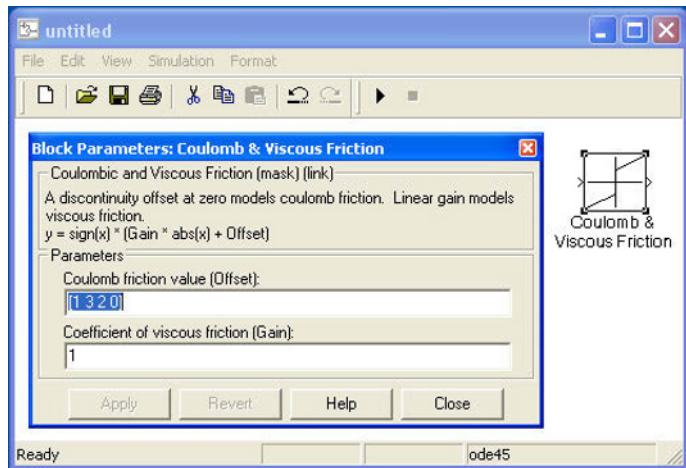 untitled
File Edit View Simulation Format
Block Parameters: Coulomb & Viscous Friction
Coulombic and Viscous Friction (mask) (link)
A discontinuity offset at zero models coulomb friction. Linear gain models
viscous friction.
y = sign(x) * (Gain * abs(x) + Offset)
Parameters
Coulomb friction value (Offset):
[1 3 2 0]
Coefficient of viscous friction (Gain):
1
Apply Revert Help Close
Coulomb &
Viscous Friction
Ready ode45